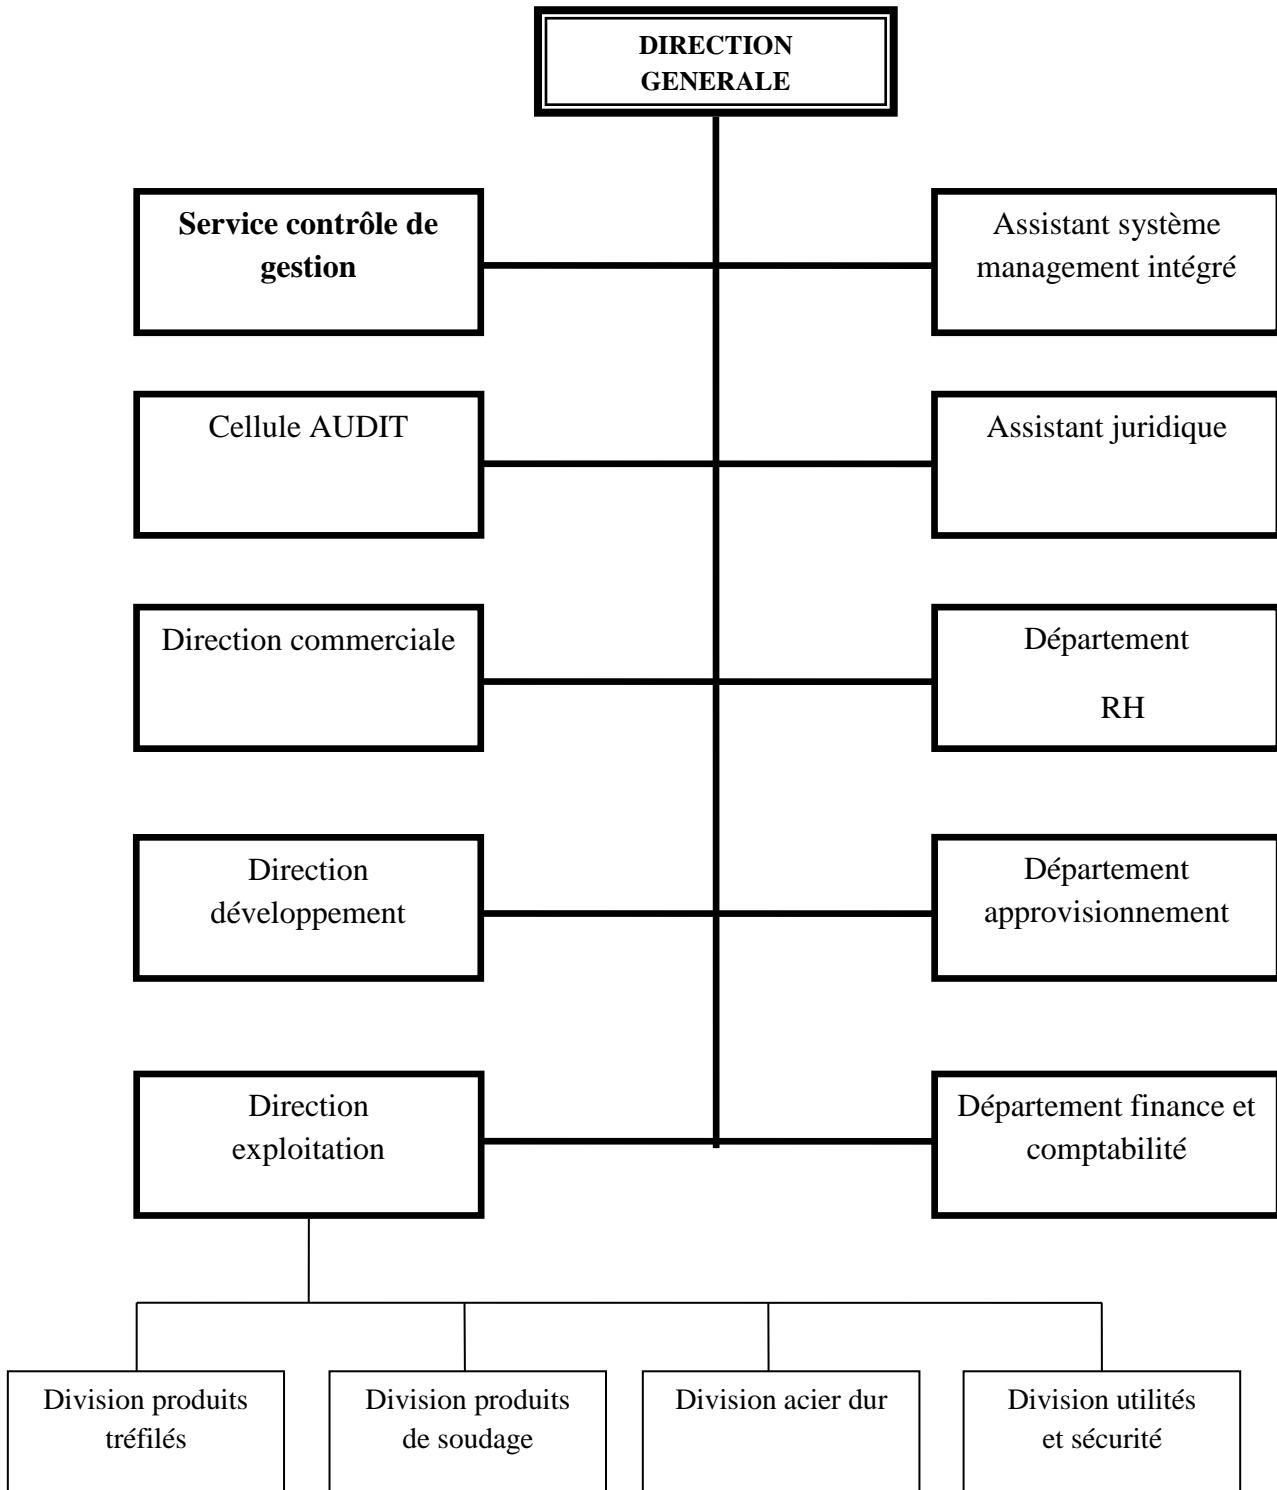 DIRECTION
GENERALE
Service contrôle de
gestion
Assistant système
management intégré
Cellule AUDIT
Assistant juridique
Direction commerciale
Département
RH
Direction
développement
Département
approvisionnement
Direction
exploitation
Département finance et
comptabilité
Division produits
tréfilés
Division produits
de soudage
Division acier dur
Division utilités
et sécurité